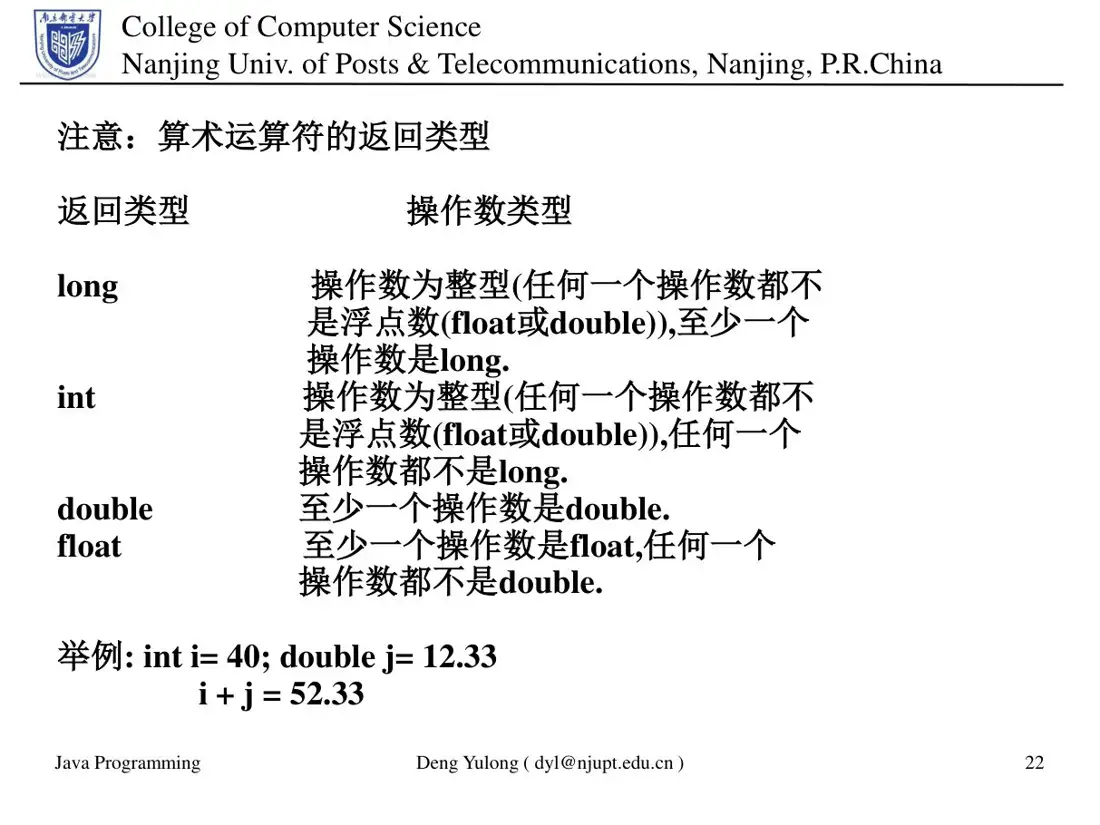 College of Computer Science
Nanjing Univ. of Posts & Telecommunications, Nanjing, P.R.China
注意：算术运算符的返回类型
返回类型 操作数类型
long 操作数为整型(任何一个操作数都不
是浮点数(float或double)),至少一个
操作数是long.
int 操作数为整型(任何一个操作数都不
是浮点数(float或double)),任何一个
操作数都不是long.
double 至少一个操作数是double.
float 至少一个操作数是float,任何一个
操作数都不是double.
举例: int i= 40; double j= 12.33
i + j = 52.33
Java Programming Deng Yulong ( dyl@njupt.edu.cn ) 22